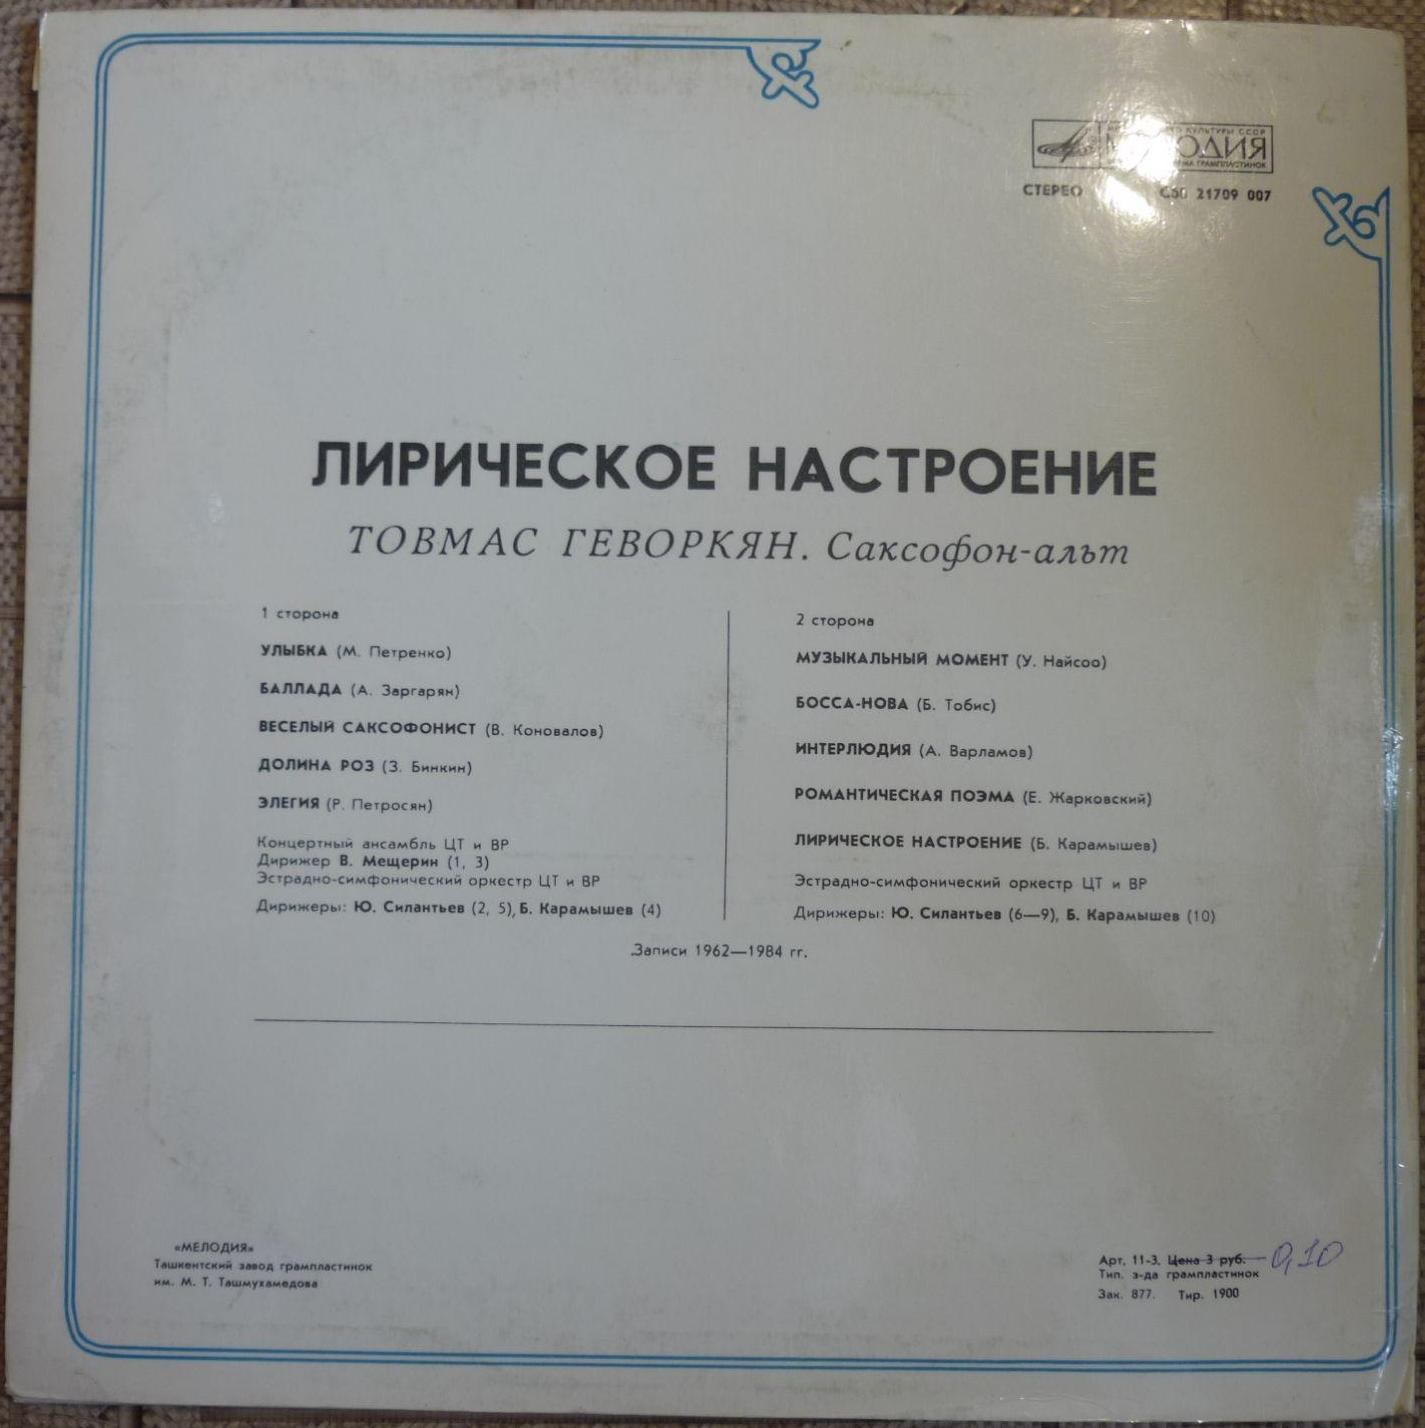 КУЛЬТУРЫ СССР
ГРАМПЛАСТИНОК
СТЕРЕО С60 21709 007
ЛИРИЧЕСКОЕ НАСТРОЕНИЕ
ТОВМАС ГЕВОРКЯН. Саксофон-альт
1 сторона
УЛЫБКА (М. Петренко)
БАЛЛАДА (А. Заргарян)
ВЕСЕЛЫЙ САКСОФОНИСТ (В. Коновалов)
ДОЛИНА РОЗ (З. Бинкин)
ЭЛЕГИЯ (Р. Петросян)
Концертный ансамбль ЦТ и ВР
Дирижер В. Мещерин (1, 3)
Эстрадно-симфонический оркестр ЦТ и ВР
Дирижеры: Ю. Силантьев (2, 5), Б. Карамышев (4)
2 сторона
МУЗЫКАЛЬНЫЙ МОМЕНТ (У. Найсоо)
БОССА-НОВА (Б. Тобис)
ИНТЕРЛЮДИЯ (А. Варламов)
РОМАНТИЧЕСКАЯ ПОЭМА (Е. Жарковский)
ЛИРИЧЕСКОЕ НАСТРОЕНИЕ (Б. Карамышев)
Эстрадно-симфонический оркестр ЦТ и ВР
Дирижеры: Ю. Силантьев (6—9), Б. Карамышев (10)
Записи 1962—1984 гг.
«МЕЛОДИЯ»
Ташкентский завод грампластинок
им. М. Т. Ташмухамедова
Арт. 11-3. Цена 3 руб. 0,10
Тип. з-да грампластинок
Зак. 877. Тир. 1900